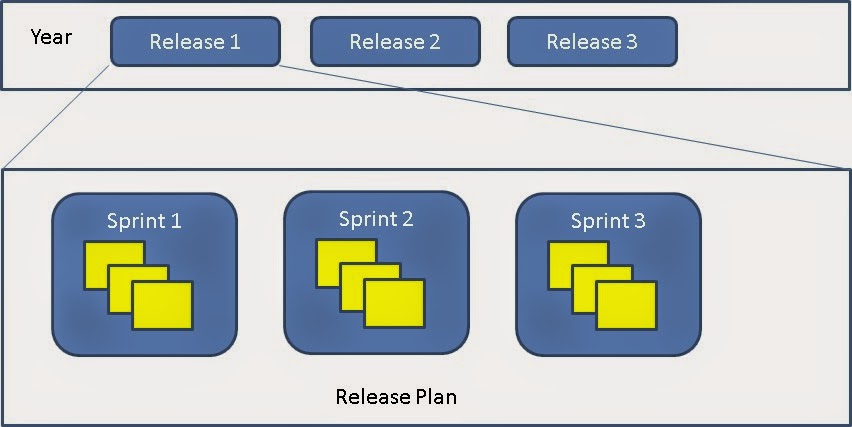 Year
Release 1
Release 2
Release 3
Sprint 1
Sprint 2
Sprint 3
Release Plan